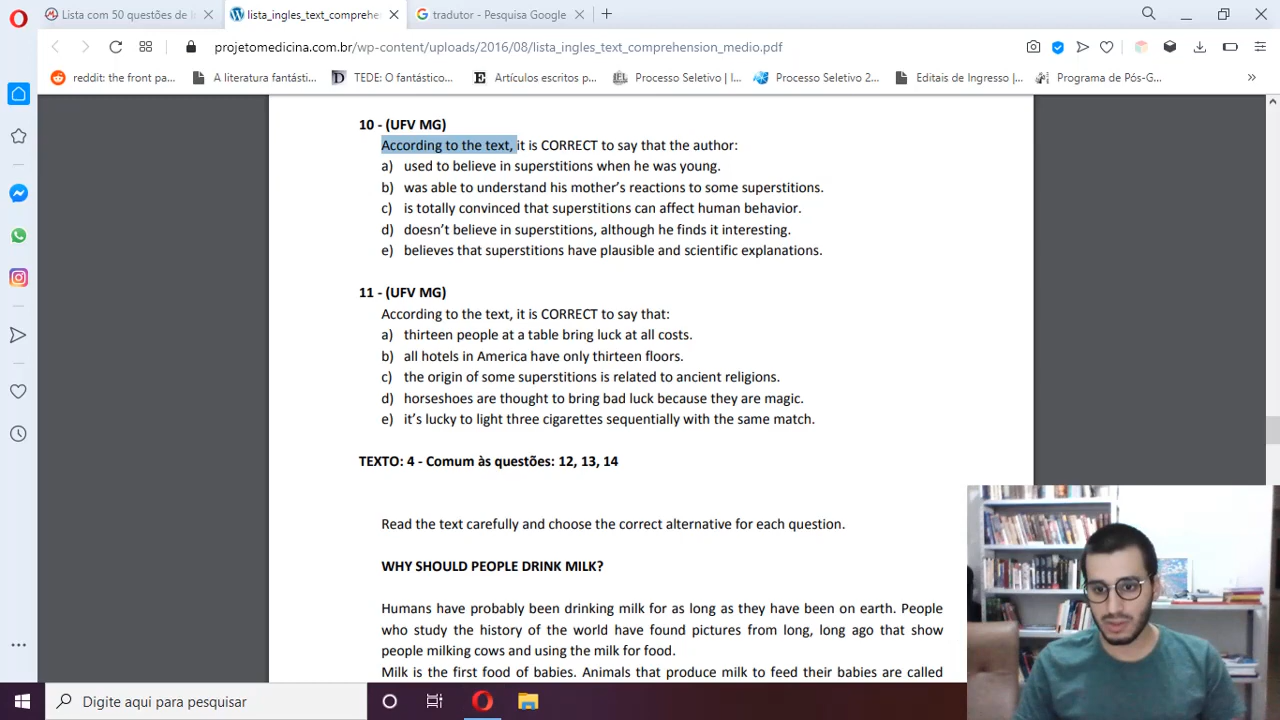 Lista com 50 questões de i
lista_ingles_text_comprehe
tradutor - Pesquisa Google
projetomedicina.com.br/wp-content/uploads/2016/08/lista_ingles_text_comprehension_medio.pdf
reddit: the front pa...
A literatura fantásti...
TEDE: O fantástico...
Artículos escritos p...
Processo Seletivo | I...
Processo Seletivo 2...
Editais de Ingresso |...
Programa de Pós-G...
10 - (UFV MG)
According to the text, it is CORRECT to say that the author:
a) used to believe in superstitions when he was young.
b) was able to understand his mother's reactions to some superstitions.
c) is totally convinced that superstitions can affect human behavior.
d) doesn't believe in superstitions, although he finds it interesting.
e) believes that superstitions have plausible and scientific explanations.
11 - (UFV MG)
According to the text, it is CORRECT to say that:
a) thirteen people at a table bring luck at all costs.
b) all hotels in America have only thirteen floors.
c) the origin of some superstitions is related to ancient religions.
d) horseshoes are thought to bring bad luck because they are magic.
e) it's lucky to light three cigarettes sequentially with the same match.
TEXTO: 4 - Comum às questões: 12, 13, 14
Read the text carefully and choose the correct alternative for each question.
WHY SHOULD PEOPLE DRINK MILK?
Humans have probably been drinking milk for as long as they have been on earth. People
who study the history of the world have found pictures from long, long ago that show
people milking cows and using the milk for food.
Milk is the first food of babies. Animals that produce milk to feed their babies are called
Digite aqui para pesquisar